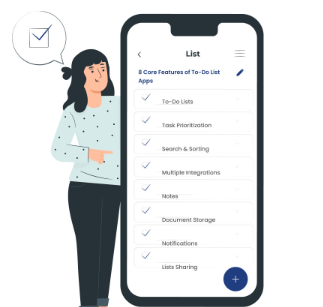 List
8 Core Features of To-Do List
Apps
To-Do Lists
Task Prioritization
Search & Sorting
Multiple Integrations
Notes
Document Storage
Notifications
Lists Sharing